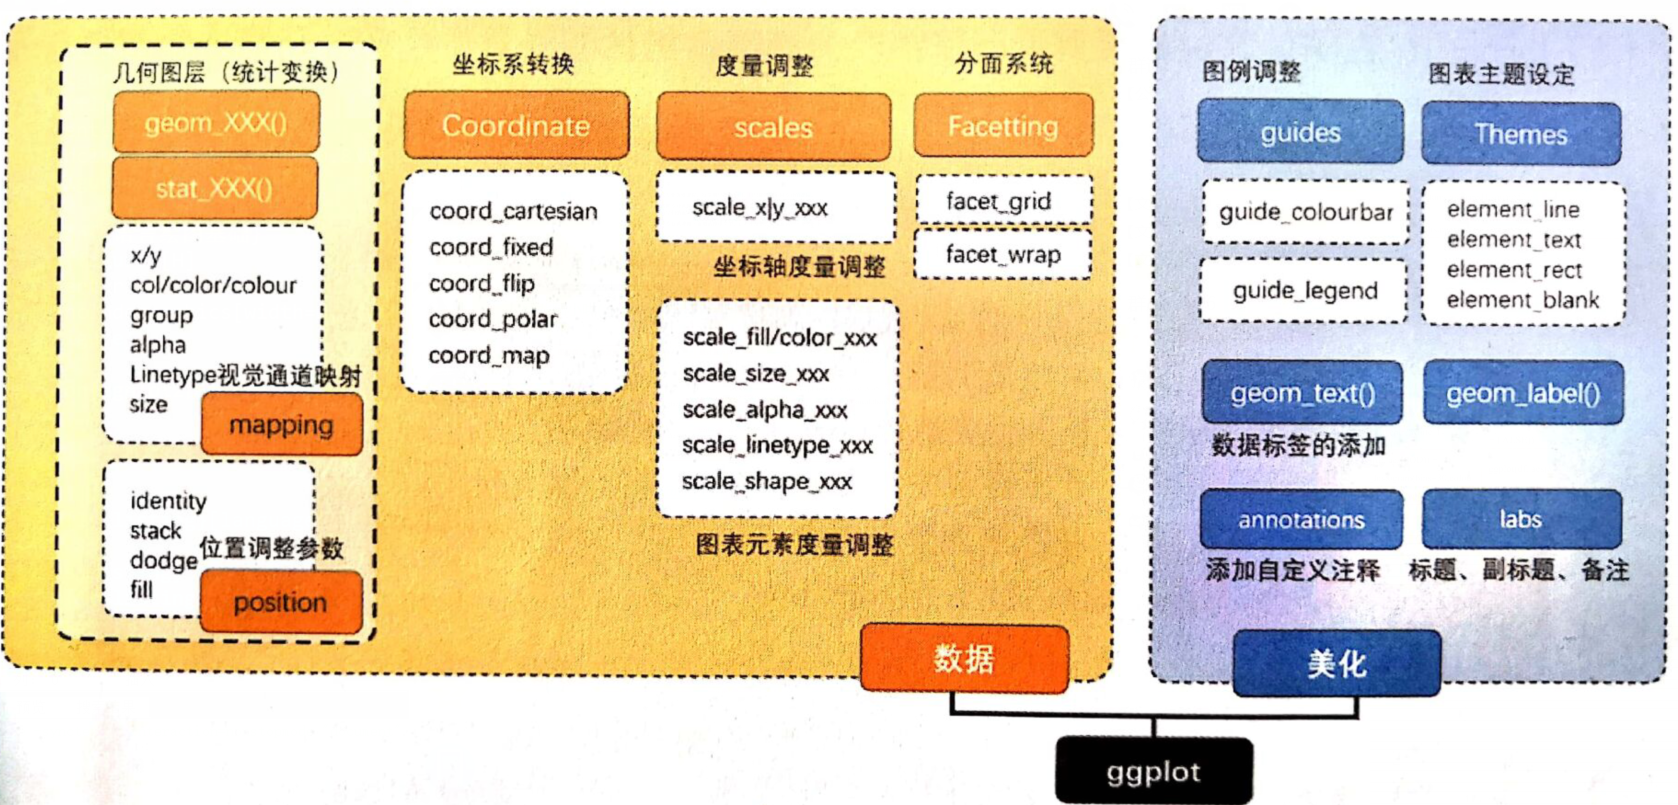 几何图层（统计变换）
geom_XXX()
stat_XXX()
x/y
col/color/colour
group
alpha
Linetype视觉通道映射
size
mapping
identity
stack
位置调整参数
dodge
fill
position
坐标系转换
Coordinate
coord_cartesian
coord_fixed
coord_flip
coord_polar
coord_map
度量调整
scales
scale_x|y_xxx
坐标轴度量调整
scale_fill/color_xxx
scale_size_xxx
scale_alpha_xxx
scale_linetype_xxx
scale_shape_xxx
图表元素度量调整
分面系统
Facetting
facet_grid
facet_wrap
数据
图例调整
guides
guide_colourbar
guide_legend
图表主题设定
Themes
element_line
element_text
element_rect
element_blank
geom_text()
geom_label()
数据标签的添加
annotations
labs
添加自定义注释
标题、副标题、备注
美化
ggplot